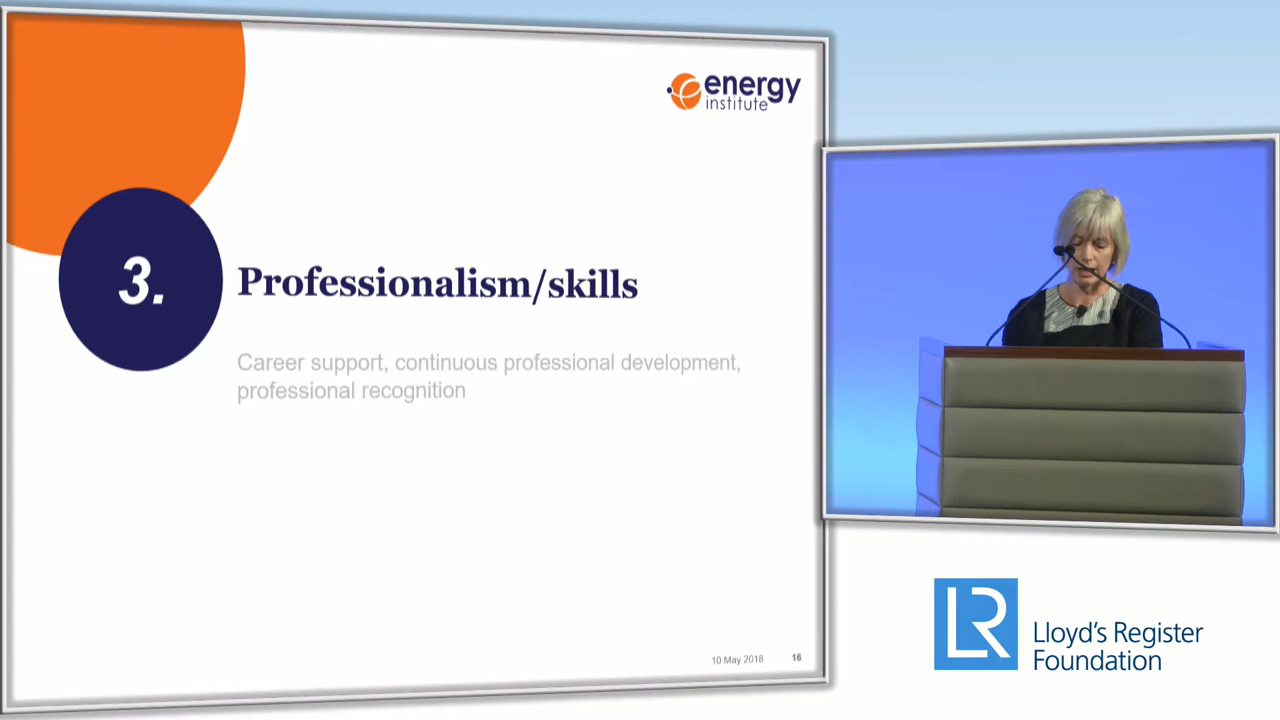 energy
institute
3.
Professionalism/skills
Career support, continuous professional development,
professional recognition
10 May 2018 16
LR
Lloyd's Register
Foundation